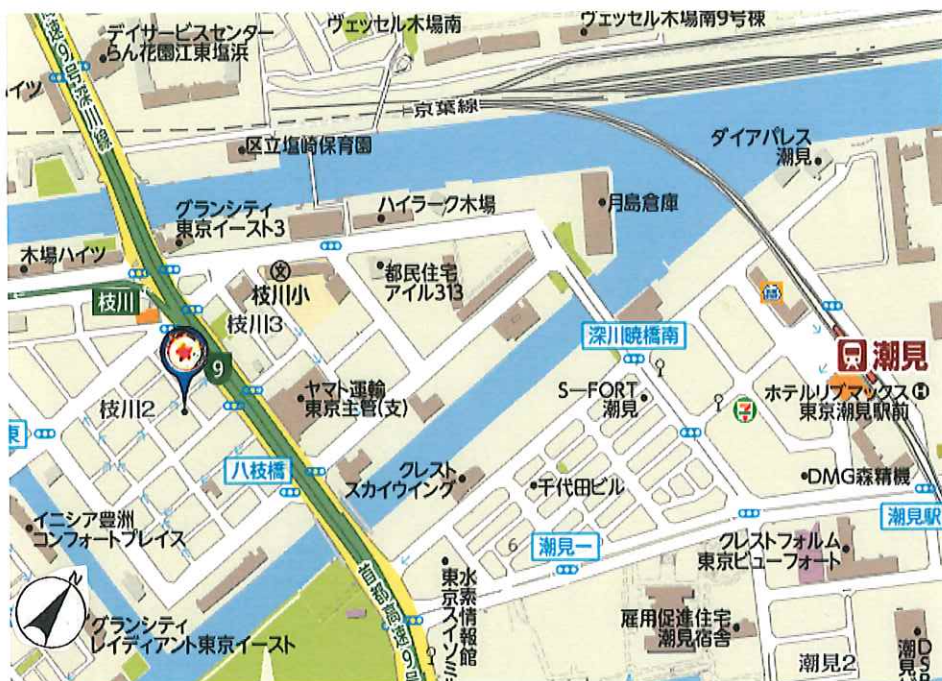 デイサービスセンター
らん花園江東塩浜
ヴェッセル木場南
ヴェッセル木場南9号棟
高速9号深川線
ハイツ
京葉線
区立塩崎保育園
ダイアパレス
潮見
グランシティ
東京イースト3
ハイラーク木場
月島倉庫
木場ハイツ
文
枝川小
都民住宅
アイル313
枝川
枝川3
深川暁橋南
9
潮見
ヤマト運輸
東京主管(支)
S-FORT
潮見
ホテルリブマックス
東京潮見駅前
H
枝川2
東
7
八枝橋
クレスト
スカイウイング
千代田ビル
DMG森精機
イニシア豊洲
コンフォートプレイス
6
潮見一
潮見駅
クレストフォルム
東京ビューフォート
水素情報館
東京スイソミル
首都高速9号
N
グランシティ
レイディアント東京イースト
雇用促進住宅
潮見宿舎
潮見2